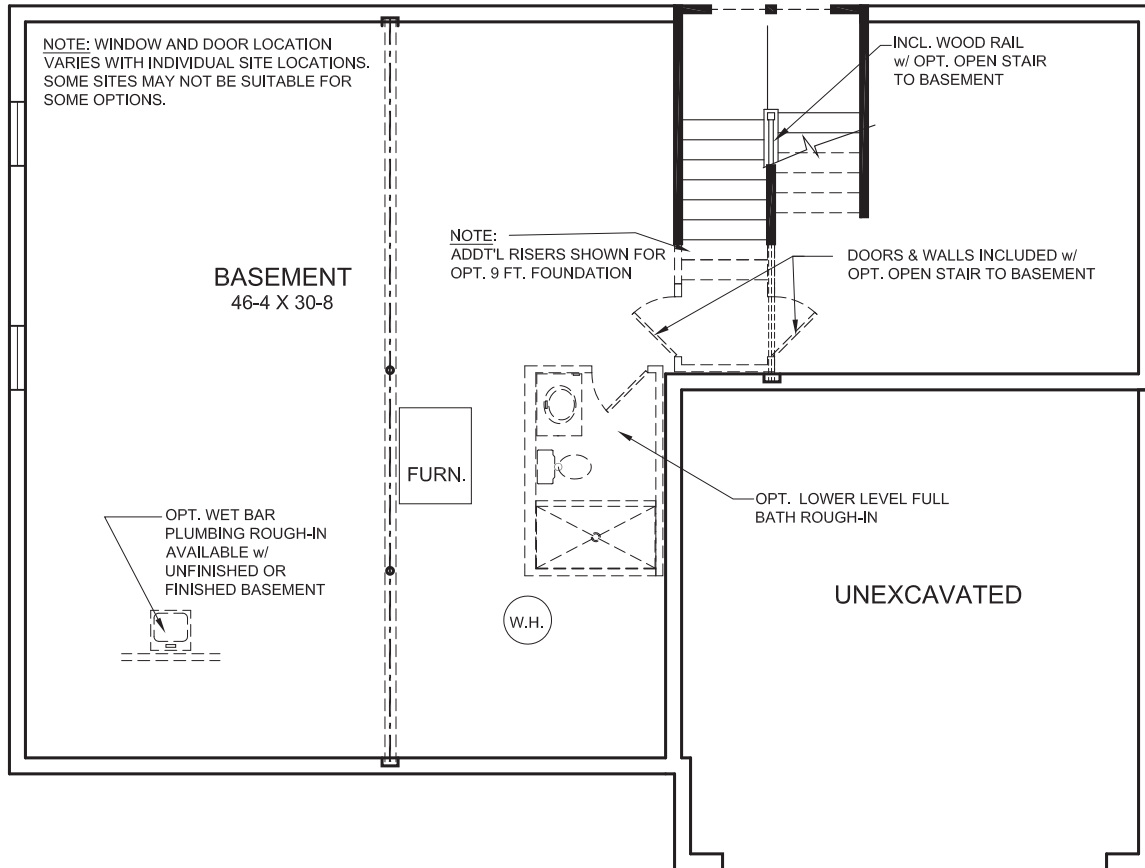 NOTE: WINDOW AND DOOR LOCATION
VARIES WITH INDIVIDUAL SITE LOCATIONS.
SOME SITES MAY NOT BE SUITABLE FOR
SOME OPTIONS.
INCL. WOOD RAIL
w/ OPT. OPEN STAIR
TO BASEMENT
NOTE:
ADDT'L RISERS SHOWN FOR
OPT. 9 FT. FOUNDATION
DOORS & WALLS INCLUDED w/
OPT. OPEN STAIR TO BASEMENT
BASEMENT
46-4 X 30-8
FURN.
OPT. LOWER LEVEL FULL
BATH ROUGH-IN
OPT. WET BAR
PLUMBING ROUGH-IN
AVAILABLE w/
UNFINISHED OR
FINISHED BASEMENT
UNEXCAVATED
W.H.